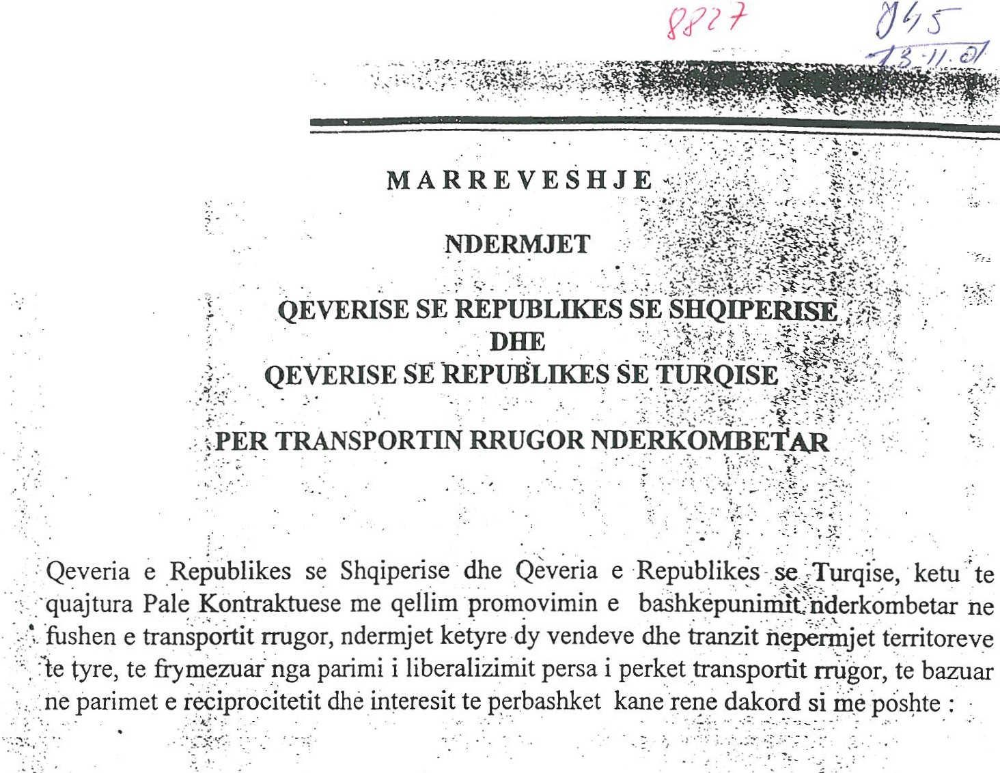 8827
13.11.01
MARREVESHJE
NDERMJET
QEVERISE SE REPUBLIKES SE SHQIPERISE
DHE
QEVERISE SE REPUBLIKES SE TURQISE
PER TRANSPORTIN RRUGOR NDERKOMBETAR
Qeveria e Republikes se Shqiperise dhe Qeveria e Republikes se Turqise, ketu te
quajtura Pale Kontraktuese me qellim promovimin e bashkepunimit nderkombetar ne
fushen e transportit rrugor, ndermjet ketyre dy vendeve dhe tranzit nepermjet territoreve
te tyre, te frymezuar nga parimi i liberalizimit persa i perket transportit rrugor, te bazuar
ne parimet e reciprocitetit dhe interesit te perbashket kane rene dakord si me poshte :